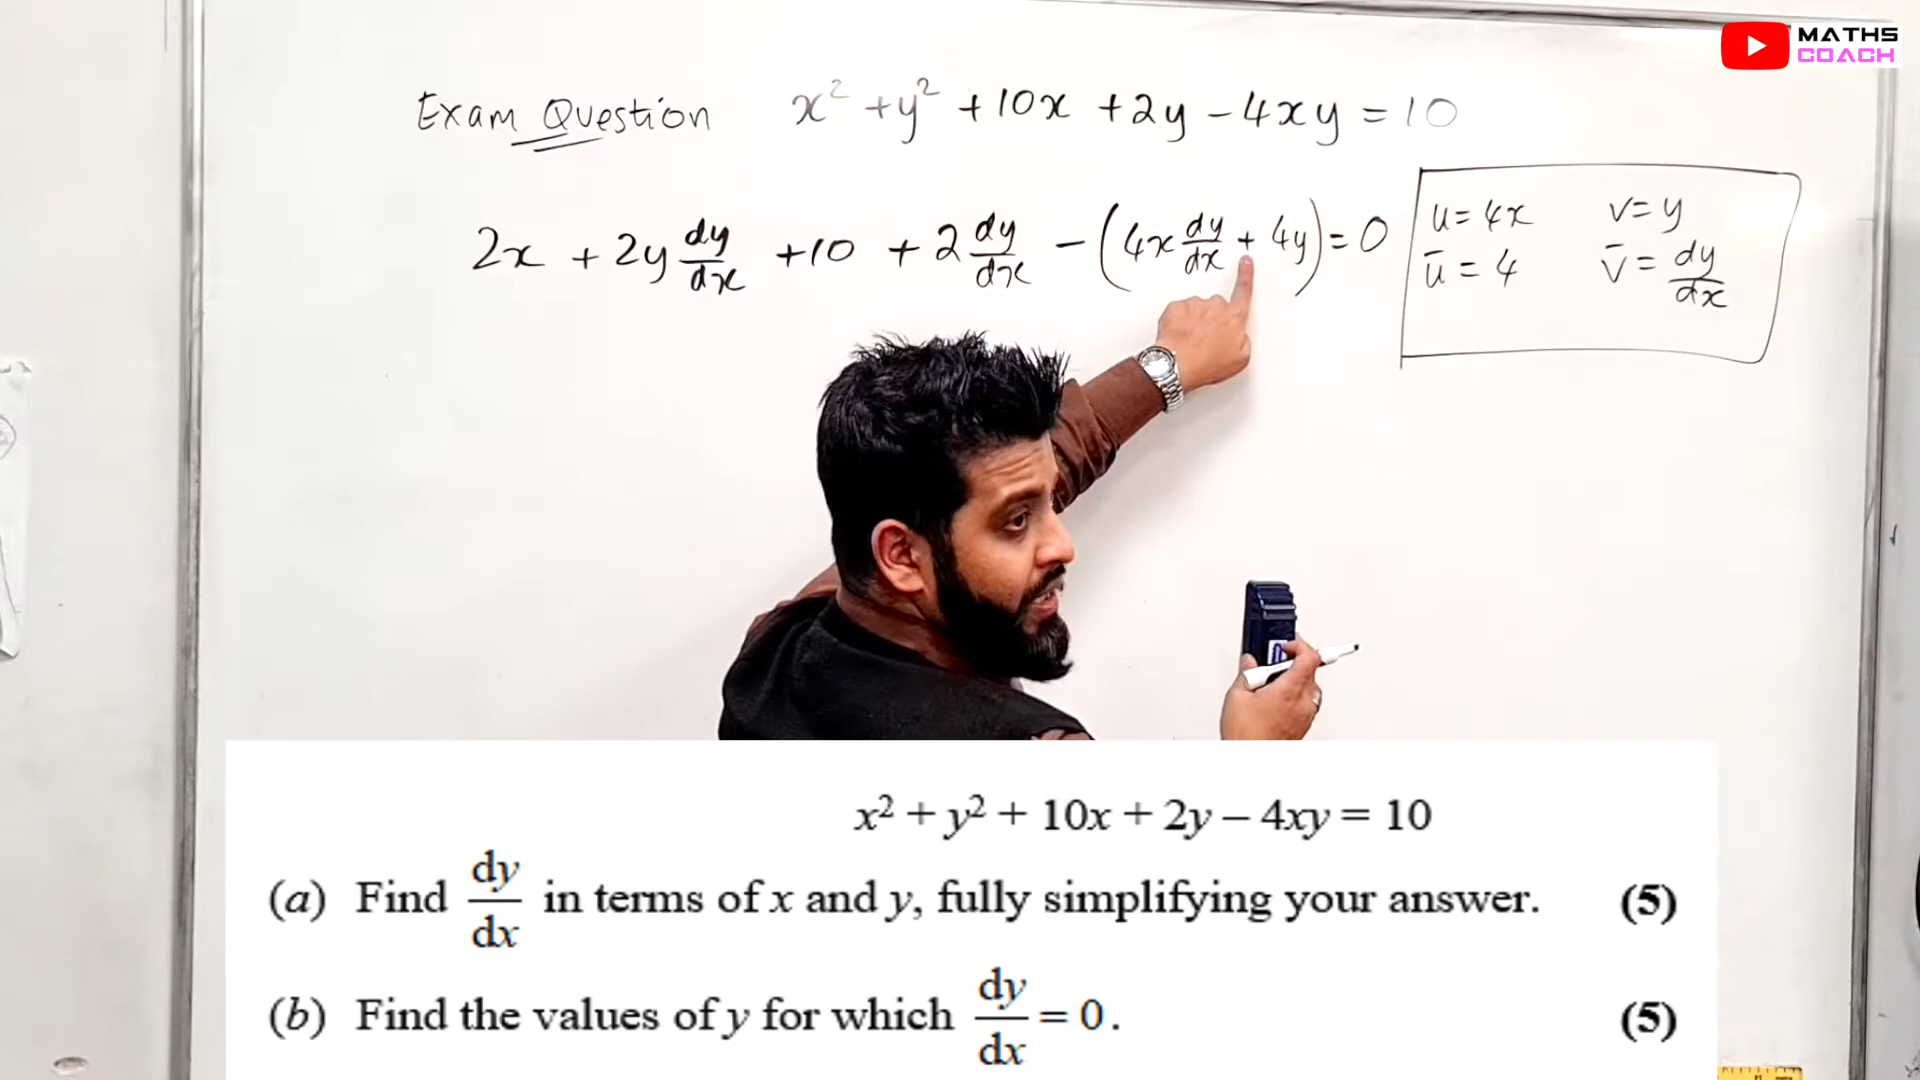 MATHS
COACH
Exam Question x² + y² + 10x + 2y − 4xy = 10
2x + 2y dy/dx + 10 + 2 dy/dx − (4x dy/dx + 4y) = 0
u = 4x v = y
ū = 4 v̄ = dy/dx
x² + y² + 10x + 2y – 4xy = 10
(a) Find dy/dx in terms of x and y, fully simplifying your answer. (5)
(b) Find the values of y for which dy/dx = 0. (5)